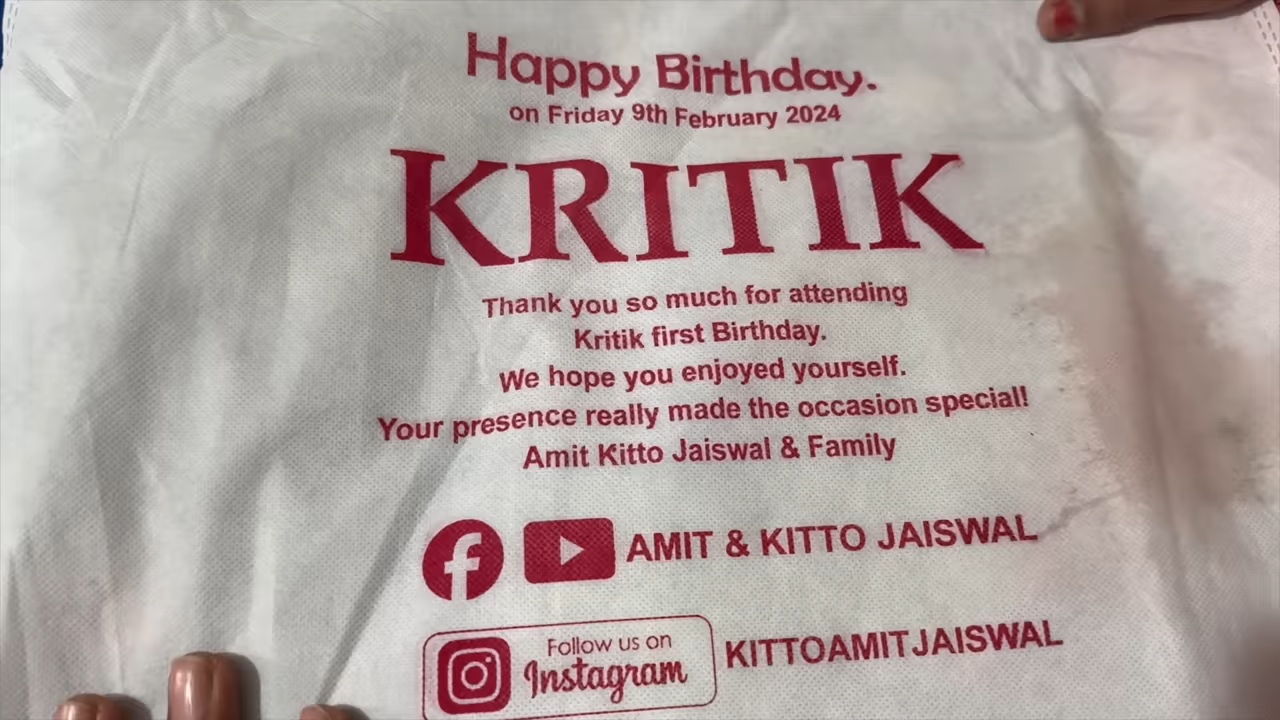 Happy Birthday.
on Friday 9th February 2024
KRITIK
Thank you so much for attending
Kritik first Birthday.
We hope you enjoyed yourself.
Your presence really made the occasion special!
Amit Kitto Jaiswal & Family
AMIT & KITTO JAISWAL
Follow us on
Instagram
KITTOAMITJAISWAL